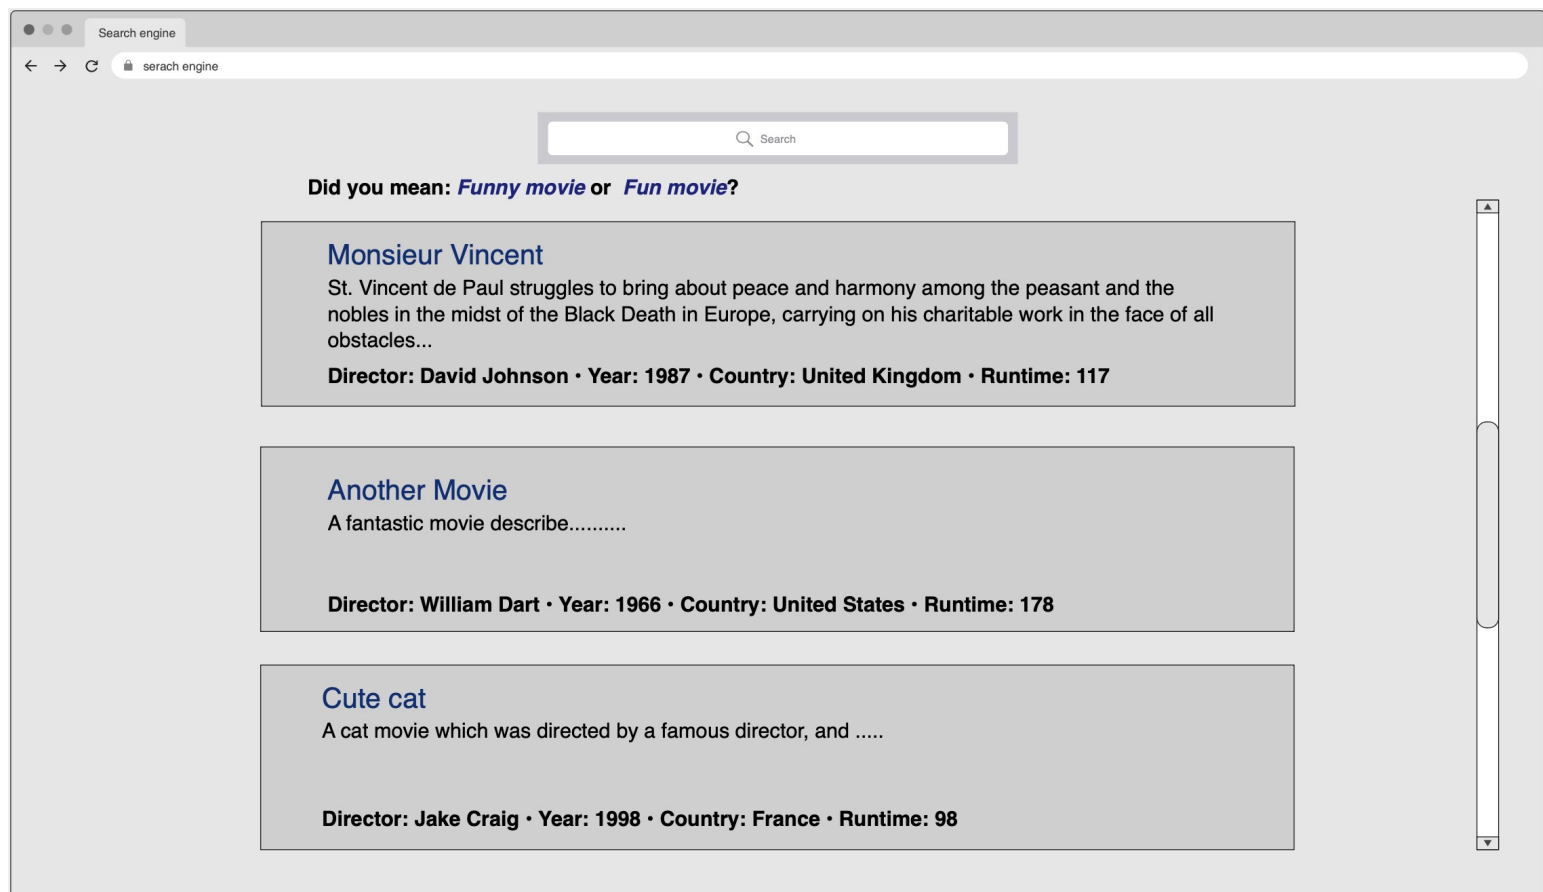 Search engine
serach engine
Search
Did you mean: Funny movie or Fun movie?
Monsieur Vincent
St. Vincent de Paul struggles to bring about peace and harmony among the peasant and the
nobles in the midst of the Black Death in Europe, carrying on his charitable work in the face of all
obstacles...
Director: David Johnson • Year: 1987 • Country: United Kingdom • Runtime: 117
Another Movie
A fantastic movie describe..........
Director: William Dart • Year: 1966 • Country: United States • Runtime: 178
Cute cat
A cat movie which was directed by a famous director, and .....
Director: Jake Craig • Year: 1998 • Country: France • Runtime: 98